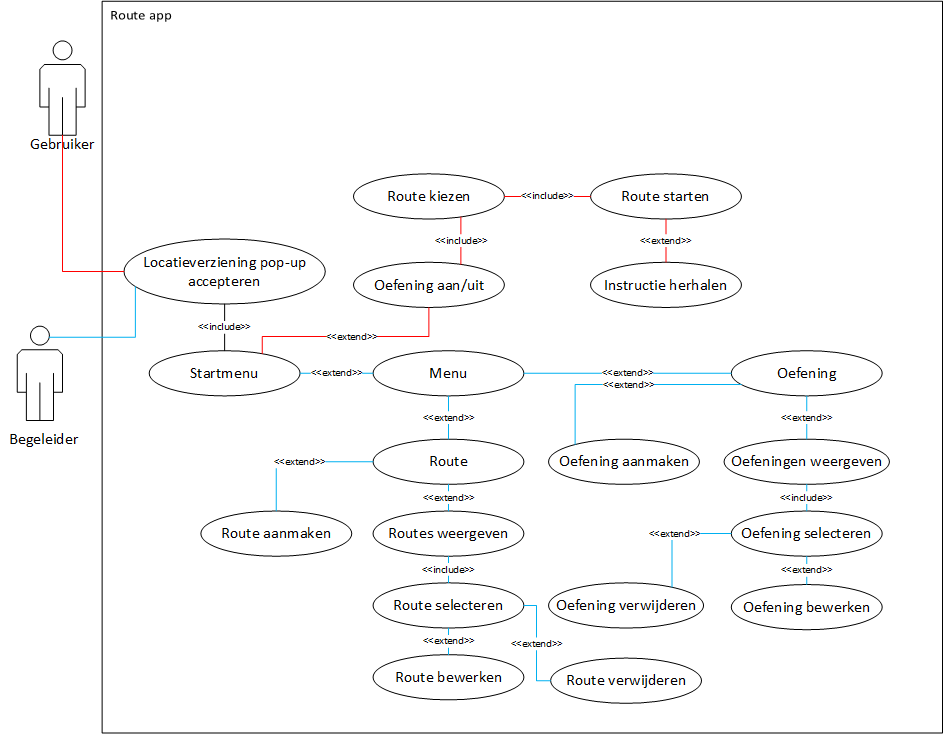 Route app
Gebruiker
Route kiezen
<<include>>
Route starten
<<include>>
<<extend>>
Locatieverziening pop-up
accepteren
Oefening aan/uit
Instructie herhalen
<<include>>
<<extend>>
Begeleider
Startmenu
<<extend>>
Menu
<<extend>>
<<extend>>
Oefening
<<extend>>
<<extend>>
<<extend>>
Route
Oefening aanmaken
Oefeningen weergeven
<<extend>>
<<include>>
Route aanmaken
Routes weergeven
<<extend>>
Oefening selecteren
<<include>>
<<extend>>
Route selecteren
Oefening verwijderen
Oefening bewerken
<<extend>>
<<extend>>
Route bewerken
Route verwijderen